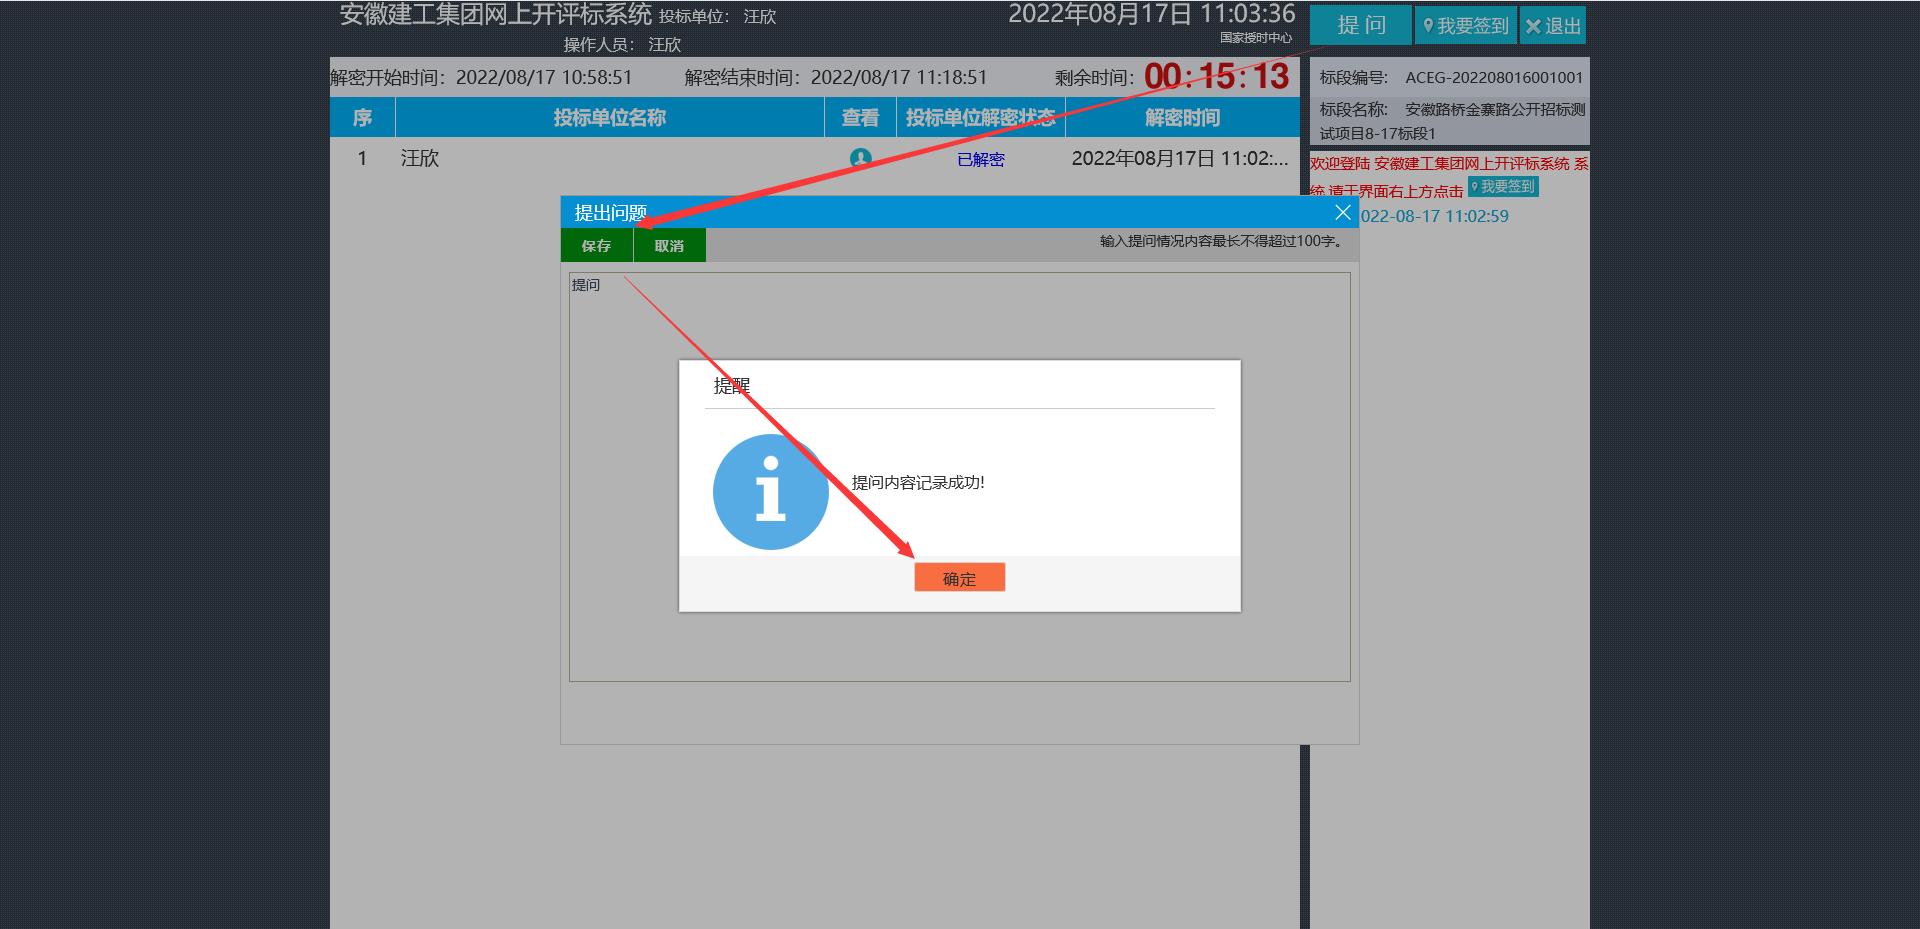 安徽建工集团网上开评标系统 投标单位： 汪欣
操作人员： 汪欣
2022年08月17日 11:03:36
国家授时中心
提 问
我要签到
退出
解密开始时间：2022/08/17 10:58:51
解密结束时间：2022/08/17 11:18:51
剩余时间：00:15:13
序 投标单位名称 查看 投标单位解密状态 解密时间
1 汪欣 已解密 2022年08月17日 11:02:...
标段编号： ACEG-202208016001001
标段名称： 安徽路桥金寨路公开招标测
试项目8-17标段1
欢迎登陆 安徽建工集团网上开评标系统 系
统 请于界面右上方点击 我要签到
022-08-17 11:02:59
提出问题
保存 取消
输入提问情况内容最长不得超过100字。
提问
提醒
提问内容记录成功!
确定